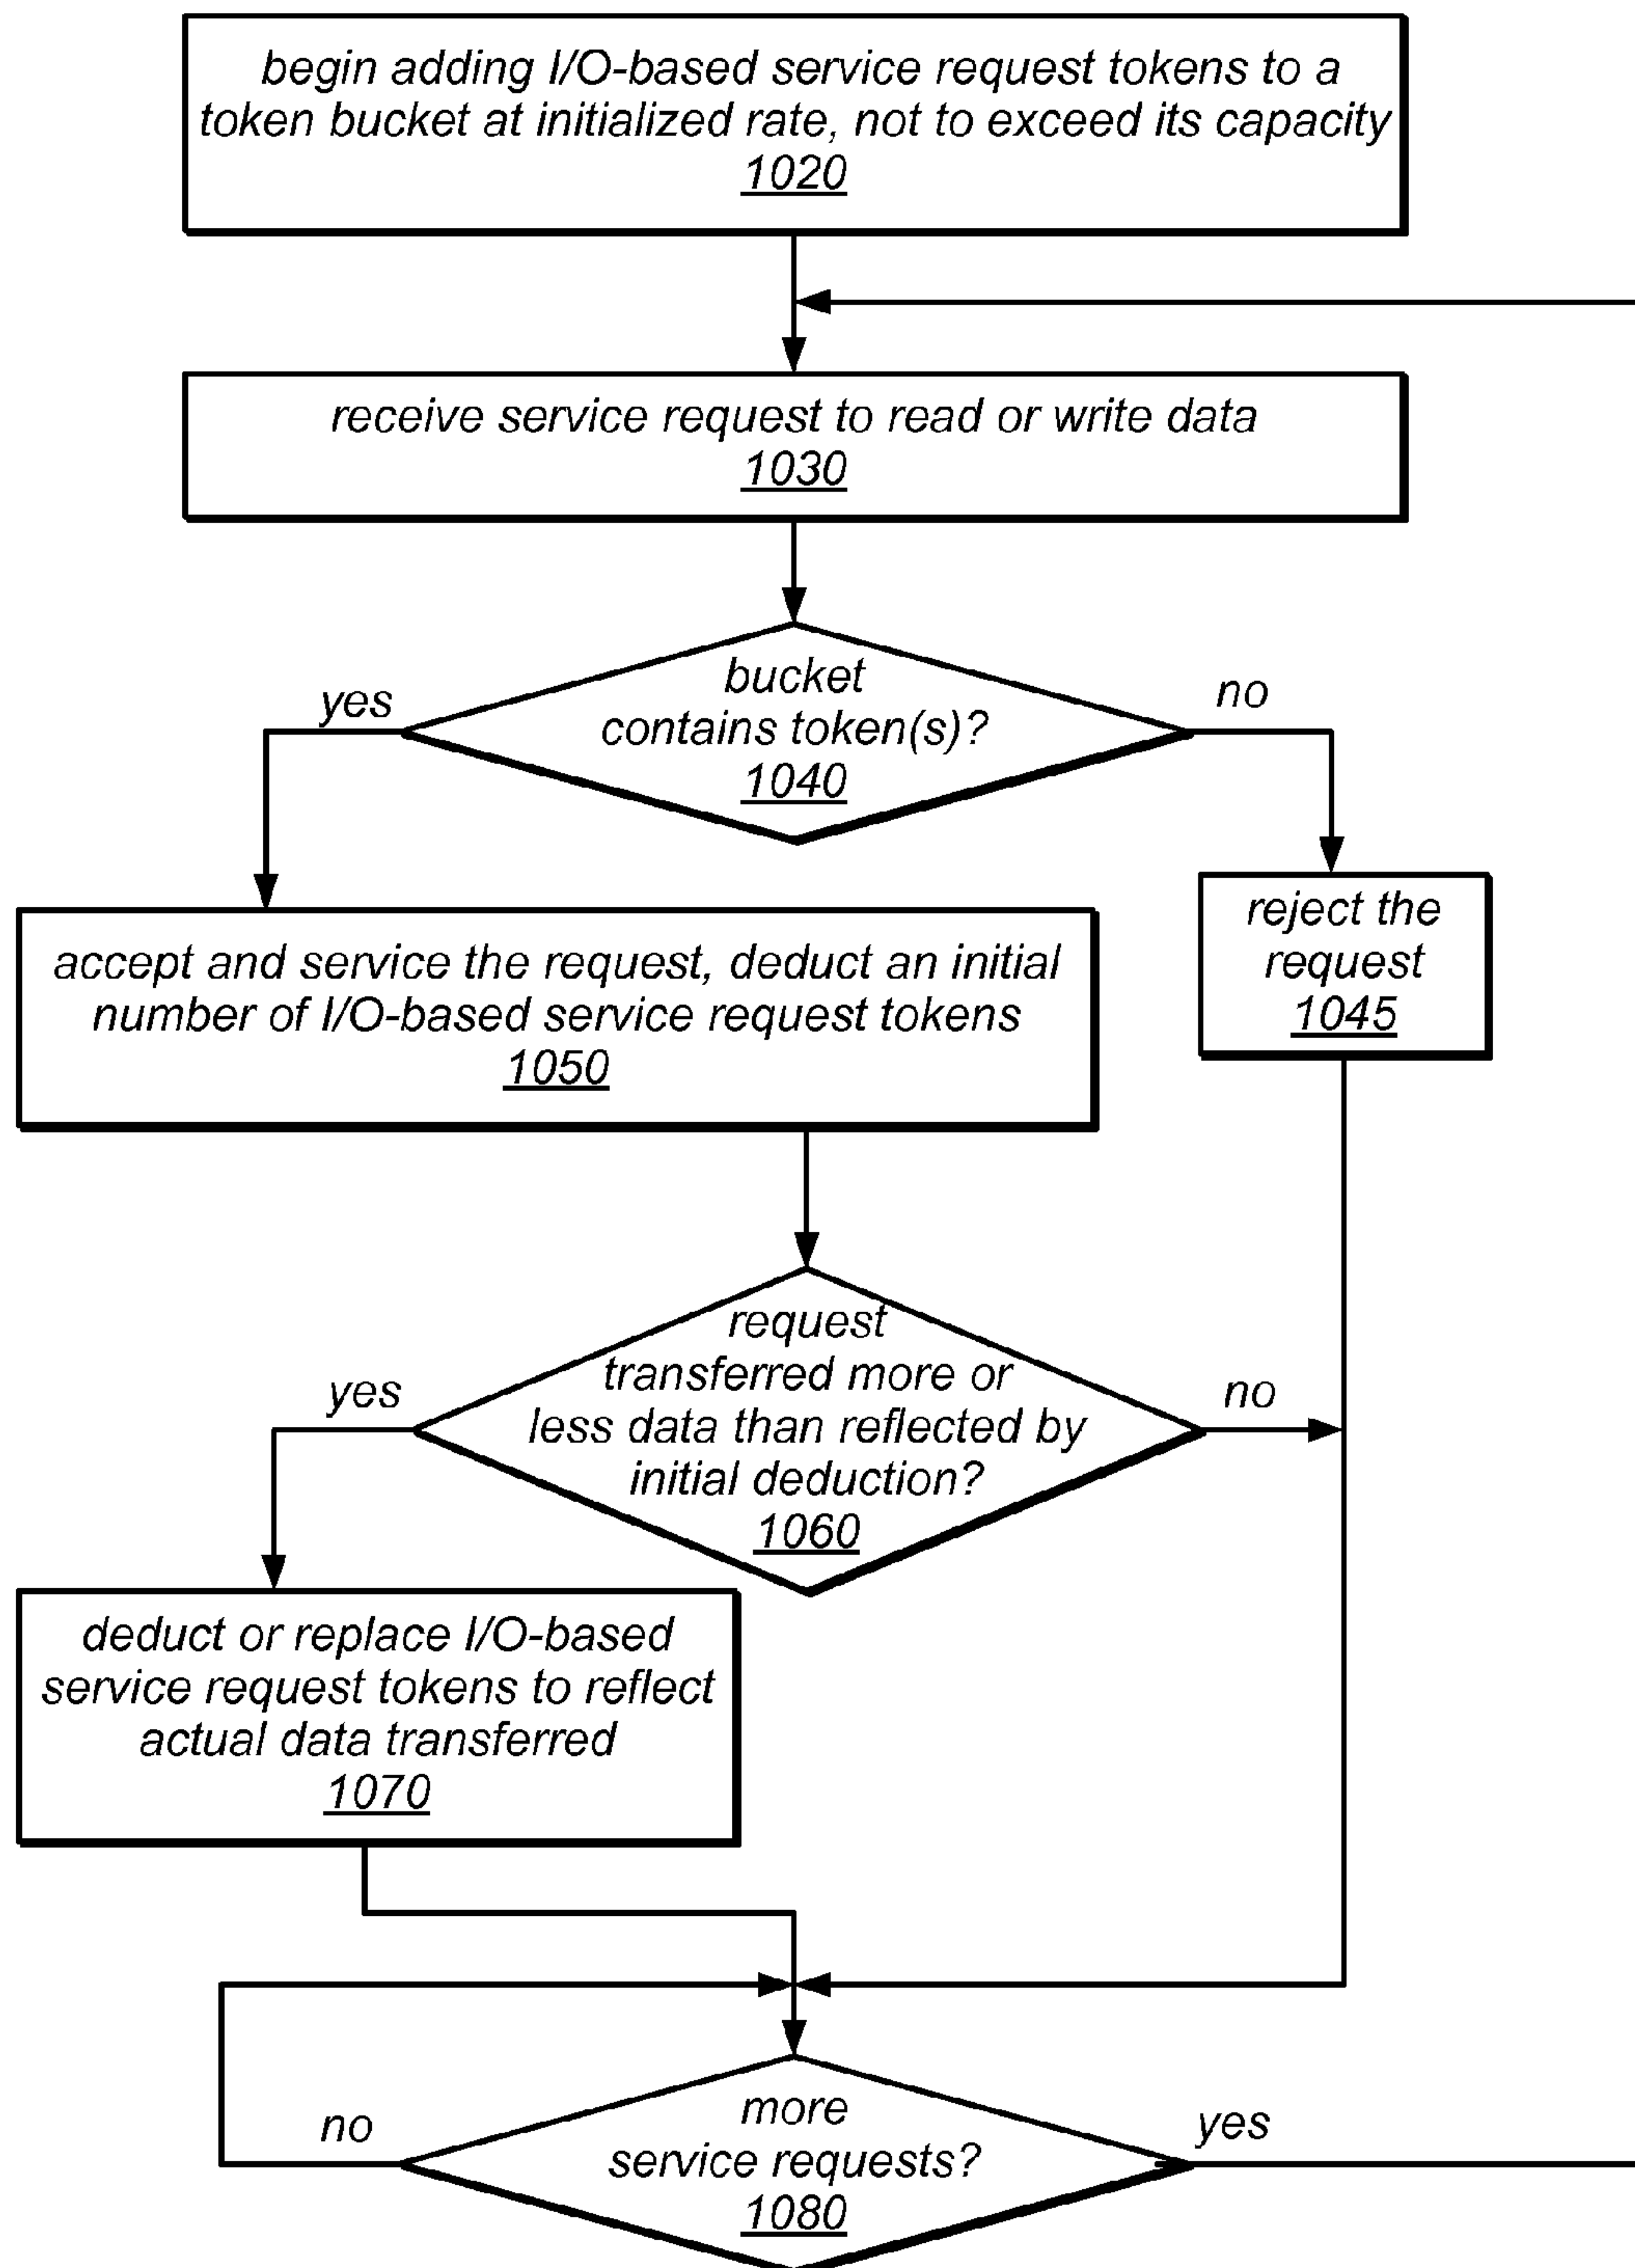 begin adding I/O-based service request tokens to a
token bucket at initialized rate, not to exceed its capacity
1020
receive service request to read or write data
1030
bucket
contains token(s)?
1040
yes
no
accept and service the request, deduct an initial
number of I/O-based service request tokens
1050
reject the
request
1045
request
transferred more or
less data than reflected by
initial deduction?
1060
yes
no
deduct or replace I/O-based
service request tokens to reflect
actual data transferred
1070
more
service requests?
1080
no
yes